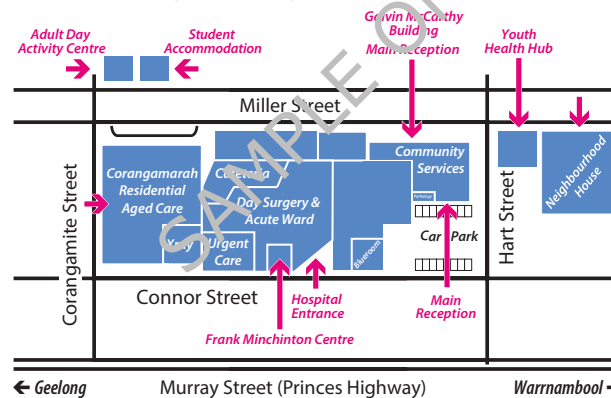 Adult Day
Activity Centre
Student
Accommodation
Galvin McCarthy
Building
Main Reception
Youth
Health Hub
Miller Street
Corangamite Street
Corangamarah
Residential
Aged Care
Cafeteria
Day Surgery &
Acute Ward
Community
Services
Neighbourhood
House
Hart Street
Car Park
Xray
Urgent
Care
Blueroom
Connor Street
Hospital
Entrance
Main
Reception
Frank Minchinton Centre
Geelong
Murray Street (Princes Highway)
Warrnambool
SAMPLE